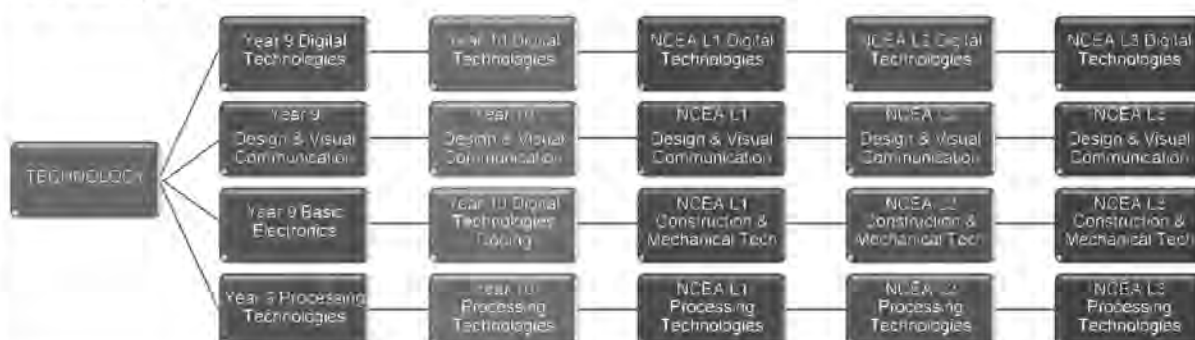 Year 9 Digital
Technologies
Year 10 Digital
Technologies
NCEA L1 Digital
Technologies
NCEA L2 Digital
Technologies
NCEA L3 Digital
Technologies
TECHNOLOGY
Year 9
Design & Visual
Communication
Year 10
Design & Visual
Communication
NCEA L1
Design & Visual
Communication
NCEA L2
Design & Visual
Communication
NCEA L3
Design & Visual
Communication
Year 9 Basic
Electronics
Year 10 Digital
Technologies
Coding
NCEA L1
Construction &
Mechanical Tech
NCEA L2
Construction &
Mechanical Tech
NCEA L3
Construction &
Mechanical Tech
Year 9 Processing
Technologies
Year 10
Processing
Technologies
NCEA L1
Processing
Technologies
NCEA L2
Processing
Technologies
NCEA L3
Processing
Technologies